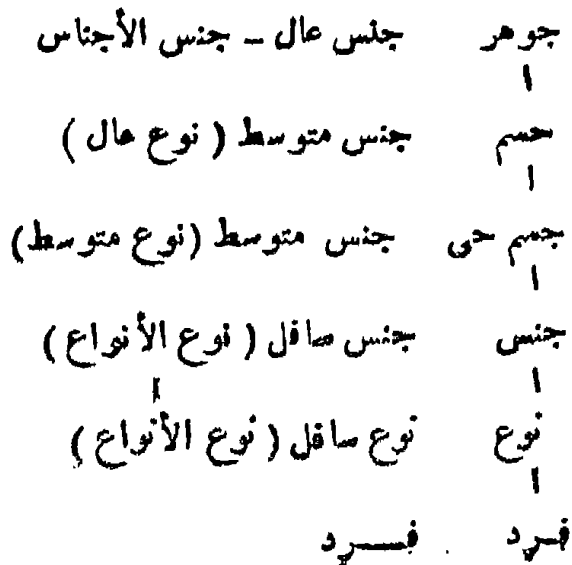 جوهر جنس عال – جنس الأجناس
جسم جنس متوسط ( نوع عال )
جسم حى جنس متوسط (نوع متوسط)
جنس جنس سافل ( نوع الأنواع )
نوع نوع سافل ( نوع الأنواع )
فرد فرد